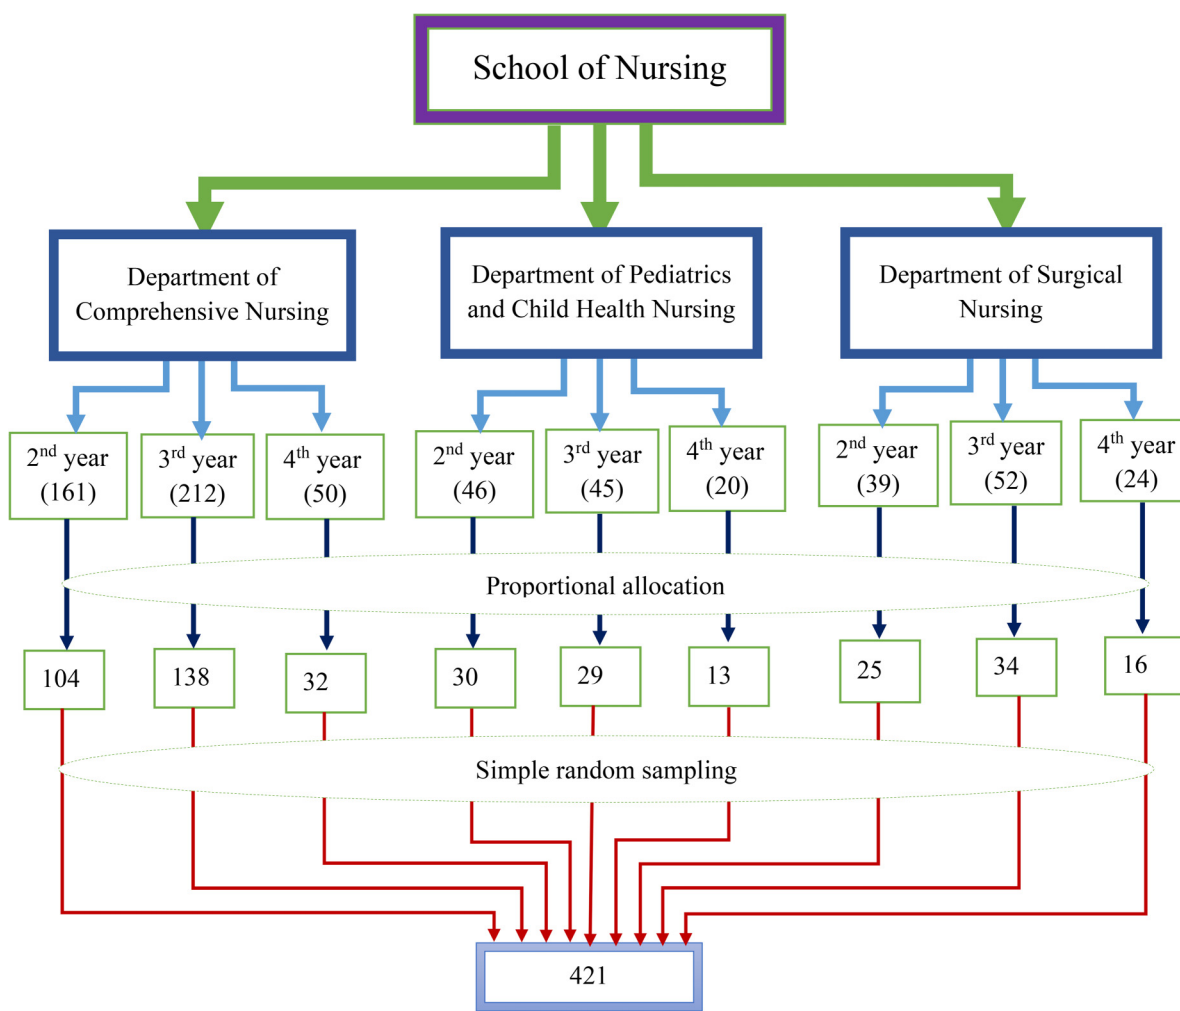 School of Nursing
Department of
Comprehensive Nursing
Department of Pediatrics
and Child Health Nursing
Department of Surgical
Nursing
2nd year
(161)
3rd year
(212)
4th year
(50)
2nd year
(46)
3rd year
(45)
4th year
(20)
2nd year
(39)
3rd year
(52)
4th year
(24)
Proportional allocation
104
138
32
30
29
13
25
34
16
Simple random sampling
421